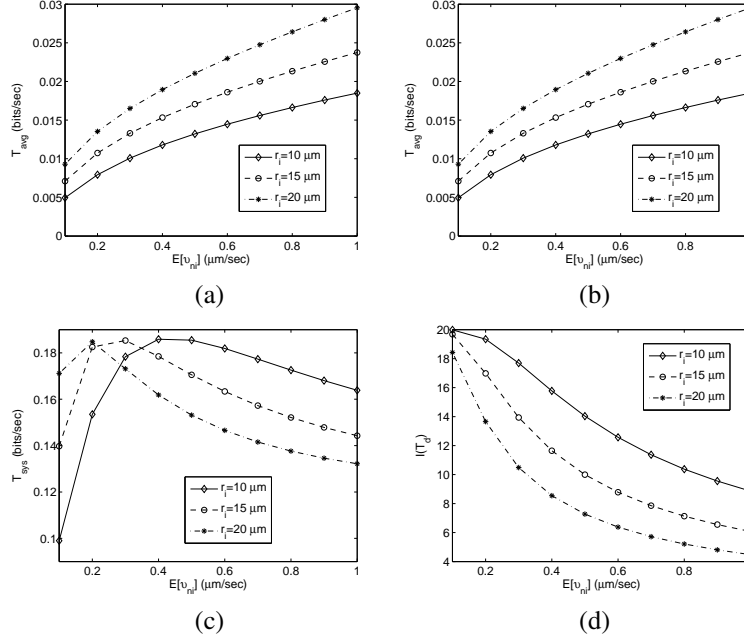 0.03
0.025
0.02
0.015
0.01
0.005
0
T_avg (bits/sec)
r_i=10 μm
r_i=15 μm
r_i=20 μm
0.2 0.4 0.6 0.8 1
E[υ_ni] (μm/sec)
(a)
0.03
0.025
0.02
0.015
0.01
0.005
0
T_avg (bits/sec)
r_i=10 μm
r_i=15 μm
r_i=20 μm
0.2 0.4 0.6 0.8
E[υ_ni] (μm/sec)
(b)
0.18
0.16
0.14
0.12
0.1
T_sys (bits/sec)
r_i=10 μm
r_i=15 μm
r_i=20 μm
0.2 0.4 0.6 0.8 1
E[υ_ni] (μm/sec)
(c)
20
18
16
14
12
10
8
6
4
I(T_d)
r_i=10 μm
r_i=15 μm
r_i=20 μm
0.2 0.4 0.6 0.8
E[υ_ni] (μm/sec)
(d)